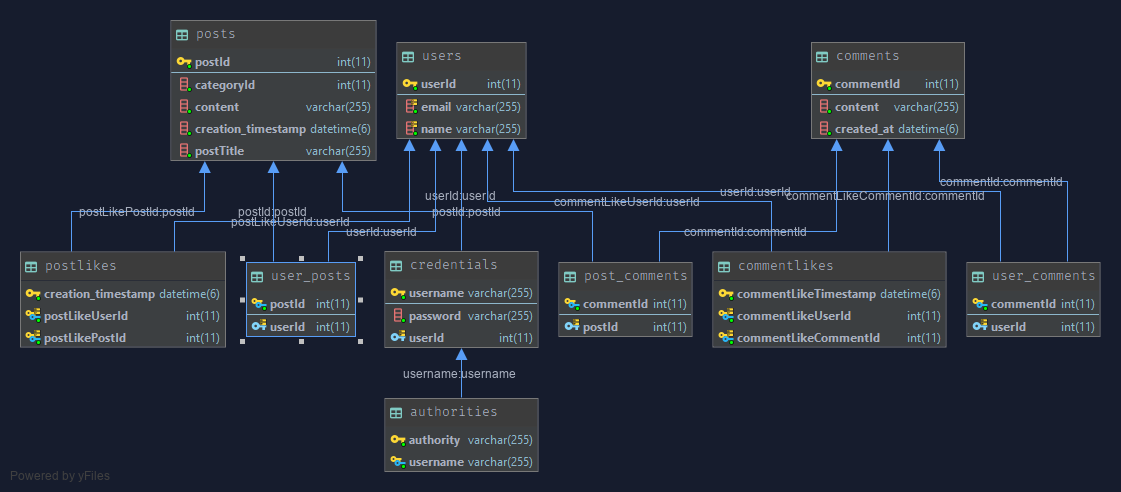 posts
postId int(11)
categoryId int(11)
content varchar(255)
creation_timestamp datetime(6)
postTitle varchar(255)
users
userId int(11)
email varchar(255)
name varchar(255)
comments
commentId int(11)
content varchar(255)
created_at datetime(6)
postLikePostId:postId
postId:postId
postLikeUserId:userId
userId:userId
userId:userId
postId:postId
commentLikeUserId:userId
userId:userId
commentId:commentId
commentLikeCommentId:commentId
commentId:commentId
postlikes
creation_timestamp datetime(6)
postLikeUserId int(11)
postLikePostId int(11)
user_posts
postId int(11)
userId int(11)
credentials
username varchar(255)
password varchar(255)
userId int(11)
post_comments
commentId int(11)
postId int(11)
commentlikes
commentLikeTimestamp datetime(6)
commentLikeUserId int(11)
commentLikeCommentId int(11)
user_comments
commentId int(11)
userId int(11)
username:username
authorities
authority varchar(255)
username varchar(255)
Powered by yFiles